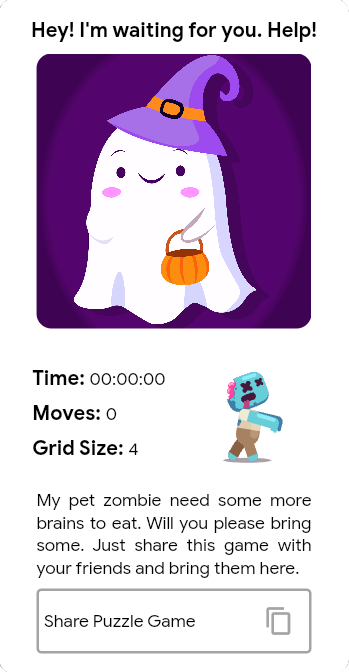 Hey! I'm waiting for you. Help!
Time: 00:00:00
Moves: 0
Grid Size: 4
My pet zombie need some more
brains to eat. Will you please bring
some. Just share this game with
your friends and bring them here.
Share Puzzle Game